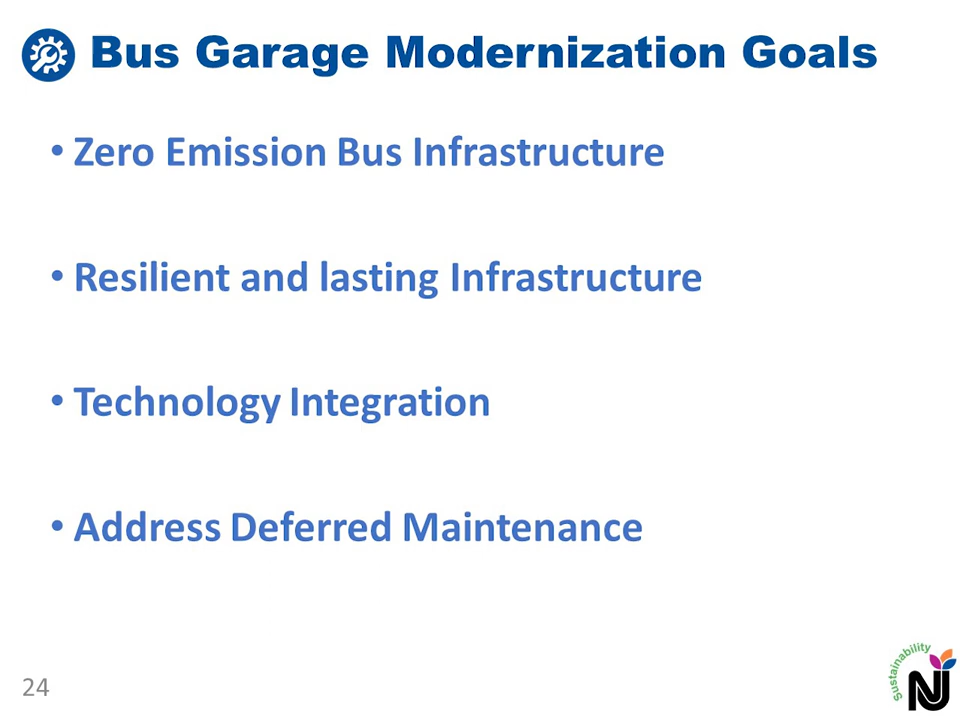 Bus Garage Modernization Goals
• Zero Emission Bus Infrastructure
• Resilient and lasting Infrastructure
• Technology Integration
• Address Deferred Maintenance
24
Sustainability
NJ